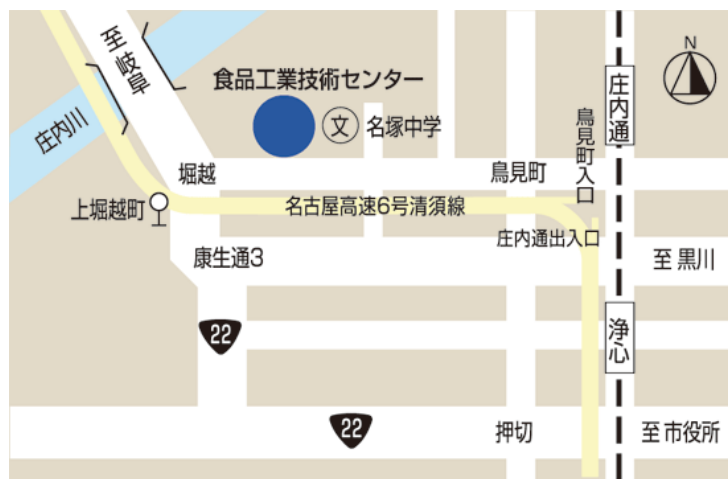 至岐阜
N
食品工業技術センター
庄内通
庄内川
文
名塚中学
鳥見町入口
堀越
鳥見町
上堀越町
名古屋高速6号清須線
庄内通出入口
康生通3
至 黒川
22
浄心
22
押切
至 市役所